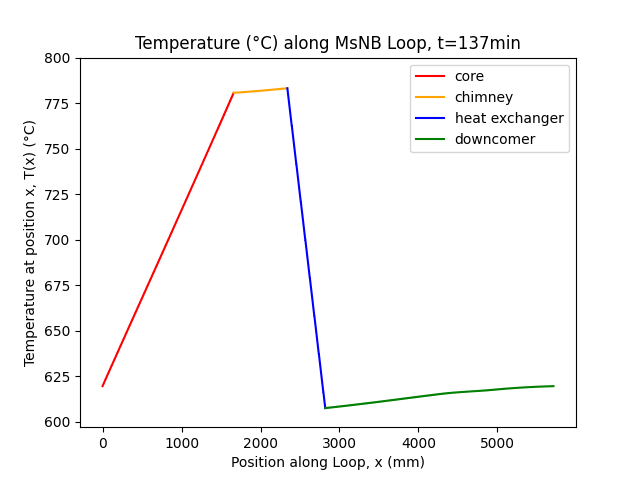 Temperature (°C) along MsNB Loop, t=137min
core
chimney
heat exchanger
downcomer
Temperature at position x, T(x) (°C)
800
775
750
725
700
675
650
625
600
0 1000 2000 3000 4000 5000
Position along Loop, x (mm)